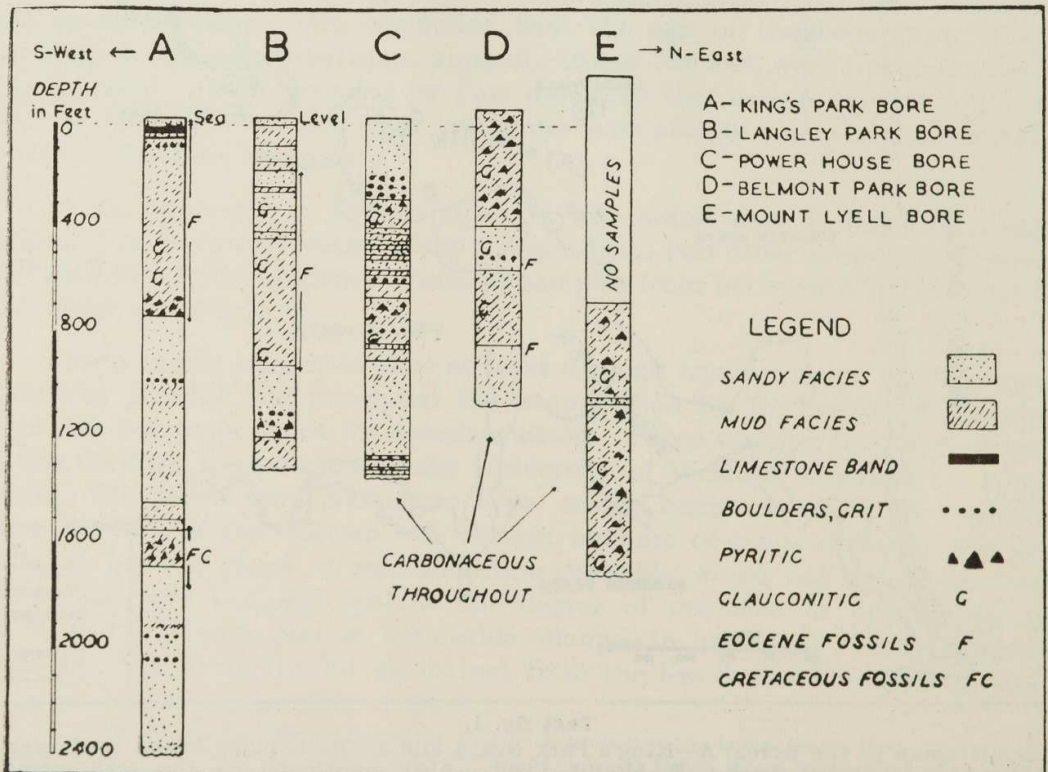 S-West ← A B C D E → N-East
DEPTH
in Feet
Sea Level
0
400
800
1200
1600
2000
2400
F
G
G
FC
G
G
G
F
G
G
G
G
F
G
F
NO SAMPLES
G
G
G
CARBONACEOUS
THROUGHOUT
A- KING'S PARK BORE
B- LANGLEY PARK BORE
C- POWER HOUSE BORE
D- BELMONT PARK BORE
E- MOUNT LYELL BORE
LEGEND
SANDY FACIES
MUD FACIES
LIMESTONE BAND
BOULDERS, GRIT
PYRITIC
GLAUCONITIC G
EOCENE FOSSILS F
CRETACEOUS FOSSILS FC